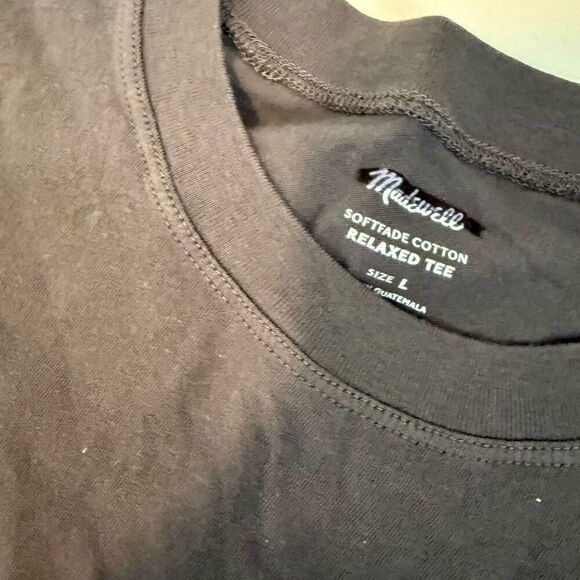 Madewell
SOFTFADE COTTON
RELAXED TEE
SIZE L
GUATEMALA